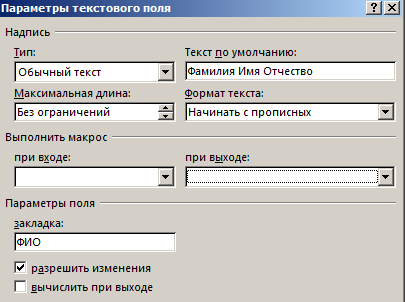 Параметры текстового поля
Надпись
Тип: Текст по умолчанию:
Обычный текст Фамилия Имя Отчество
Максимальная длина: Формат текста:
Без ограничений Начинать с прописных
Выполнить макрос
при входе: при выходе:
Параметры поля
закладка:
ФИО
разрешить изменения
вычислить при выходе